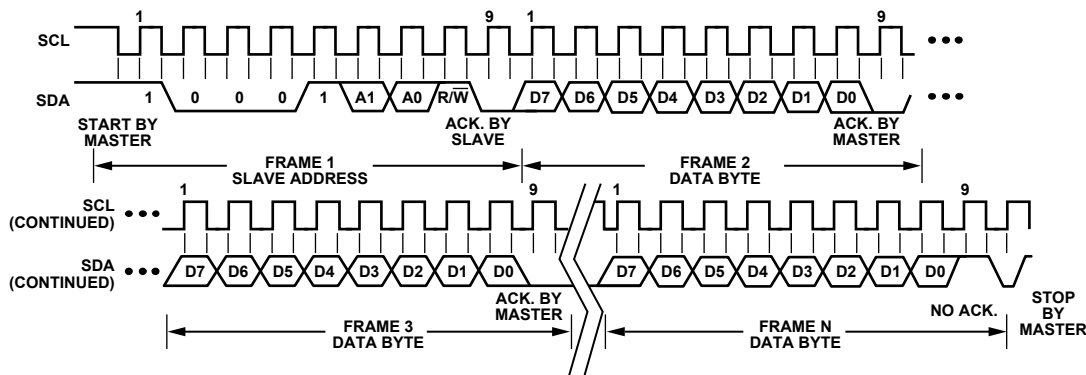 1 9 1 9
SCL
SDA 1 0 0 0 1 A1 A0 R/W̅ D7 D6 D5 D4 D3 D2 D1 D0
START BY
MASTER
ACK. BY
SLAVE
ACK. BY
MASTER
FRAME 1
SLAVE ADDRESS
FRAME 2
DATA BYTE
1 9 1 9
SCL
(CONTINUED)
SDA
(CONTINUED)
D7 D6 D5 D4 D3 D2 D1 D0 D7 D6 D5 D4 D3 D2 D1 D0
ACK. BY
MASTER
NO ACK.
STOP
BY
MASTER
FRAME 3
DATA BYTE
FRAME N
DATA BYTE